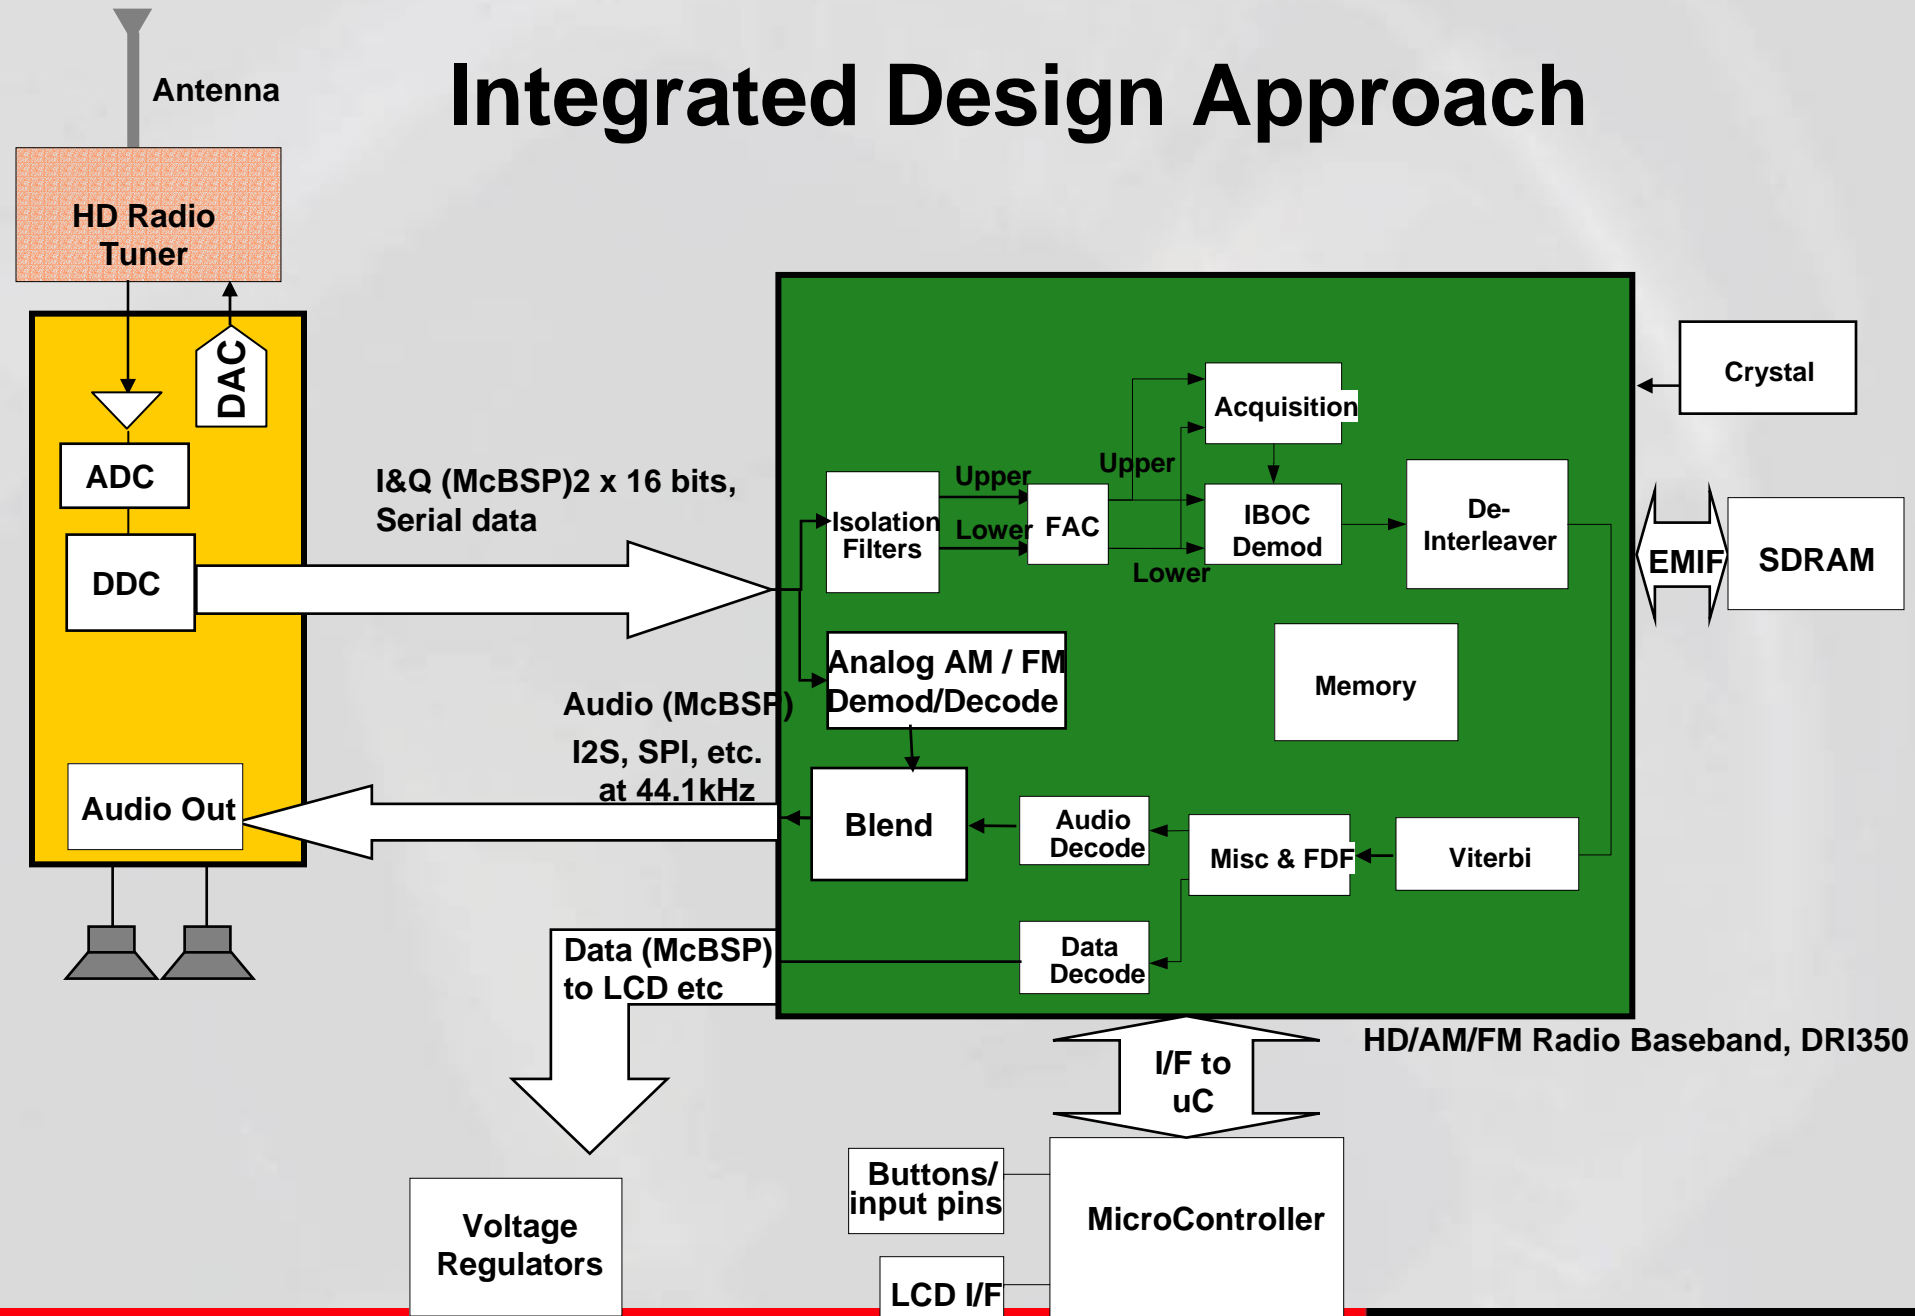 Integrated Design Approach
Antenna
HD Radio
Tuner
DAC
ADC
DDC
Audio Out
I&Q (McBSP)2 x 16 bits,
Serial data
Audio (McBSP)
I2S, SPI, etc.
at 44.1kHz
Data (McBSP)
to LCD etc
Isolation
Filters
Upper
Lower
FAC
Upper
Lower
Acquisition
IBOC
Demod
De-
Interleaver
Analog AM / FM
Demod/Decode
Memory
Blend
Audio
Decode
Misc & FDF
Viterbi
Data
Decode
Crystal
EMIF
SDRAM
HD/AM/FM Radio Baseband, DRI350
I/F to
uC
Buttons/
input pins
MicroController
LCD I/F
Voltage
Regulators